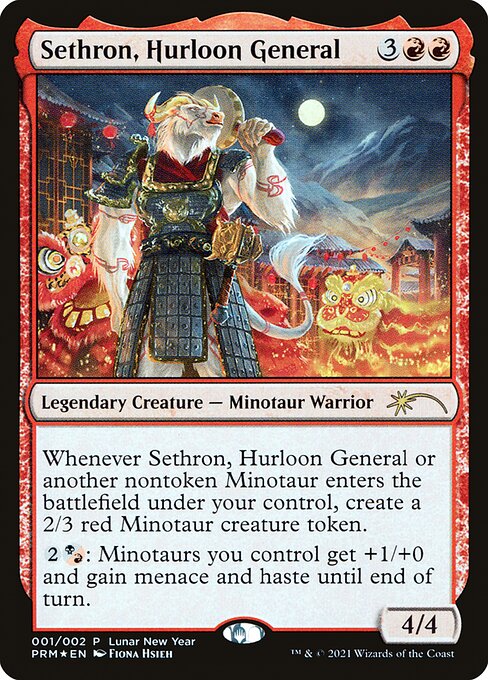 Sethron, Hurloon General 3
Legendary Creature — Minotaur Warrior
Whenever Sethron, Hurloon General or
another nontoken Minotaur enters the
battlefield under your control, create a
2/3 red Minotaur creature token.
2 : Minotaurs you control get +1/+0
and gain menace and haste until end of
turn.
4/4
001/002 P Lunar New Year
PRM★EN Fiona Hsieh
™ & © 2021 Wizards of the Coast